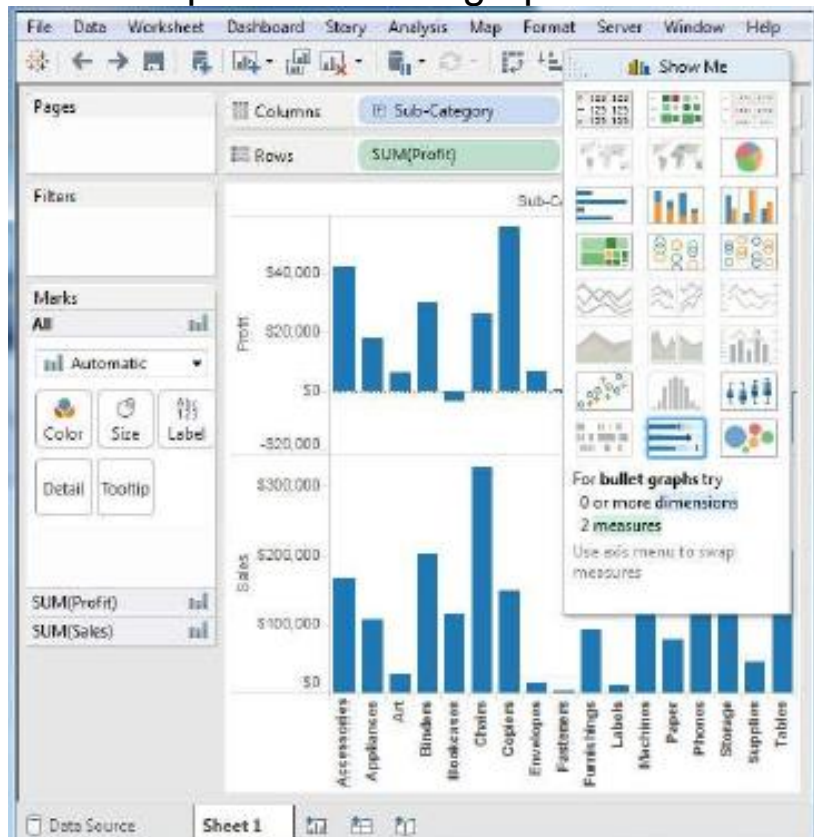 File Data Worksheet Dashboard Story Analysis Map Format Server Window Help
Show Me
Pages
Columns
Sub-Category
Rows
SUM(Profit)
Filters
Sub-C
Marks
All
Automatic
Color
Size
Abc
123
Label
Detail
Tooltip
SUM(Profit)
SUM(Sales)
Profit
$40,000
$20,000
$0
-$20,000
Sales
$300,000
$200,000
$100,000
$0
Accessories
Appliances
Art
Binders
Bookcases
Chairs
Copiers
Envelopes
Fasteners
Furnishings
Labels
Machines
Paper
Phones
Storage
Supplies
Tables
For bullet graphs try
0 or more dimensions
2 measures
Use axis menu to swap
measures
Data Source
Sheet 1